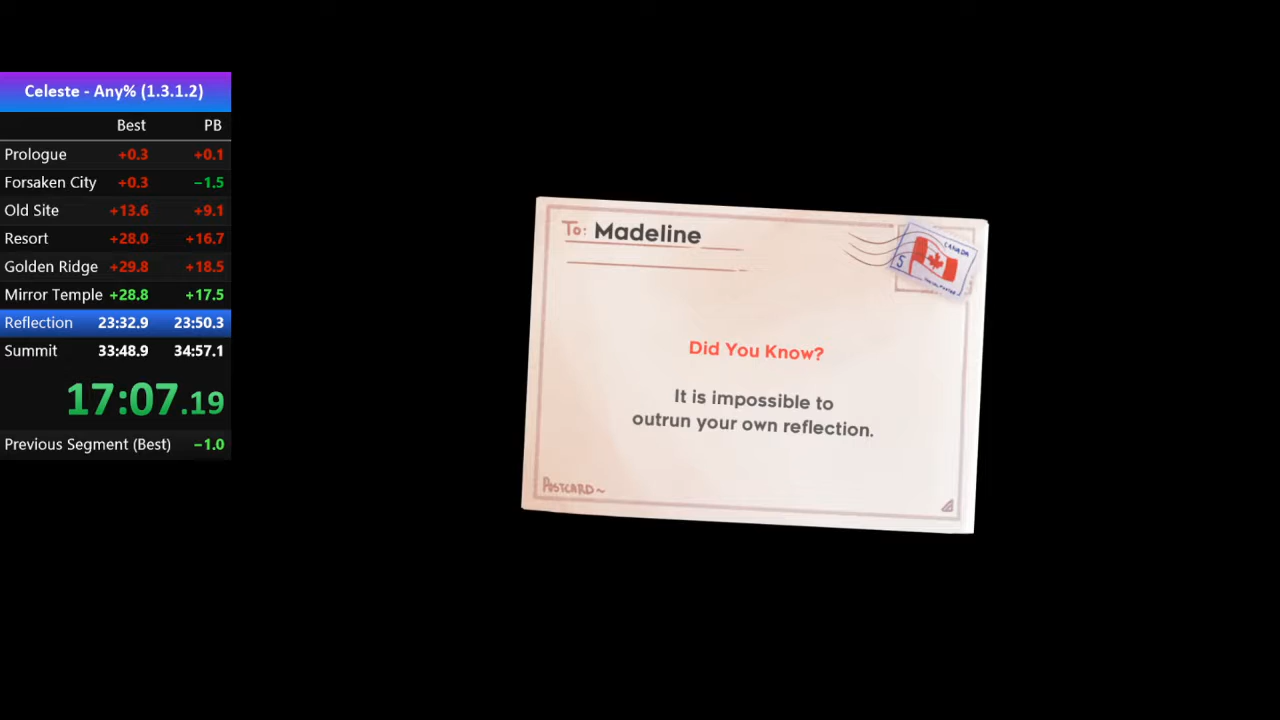 Celeste - Any% (1.3.1.2)
Best PB
Prologue +0.3 +0.1
Forsaken City +0.3 −1.5
Old Site +13.6 +9.1
Resort +28.0 +16.7
Golden Ridge +29.8 +18.5
Mirror Temple +28.8 +17.5
Reflection 23:32.9 23:50.3
Summit 33:48.9 34:57.1
17:07.19
Previous Segment (Best) −1.0
To: Madeline
CANADA
5
Did You Know?
It is impossible to
outrun your own reflection.
POSTCARD~